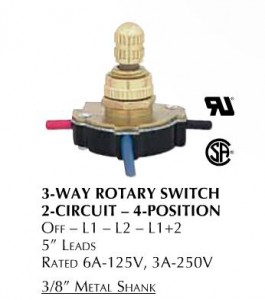 3-WAY ROTARY SWITCH
2-CIRCUIT – 4-POSITION
OFF – L1 – L2 – L1+2
5" LEADS
RATED 6A-125V, 3A-250V
3/8" METAL SHANK